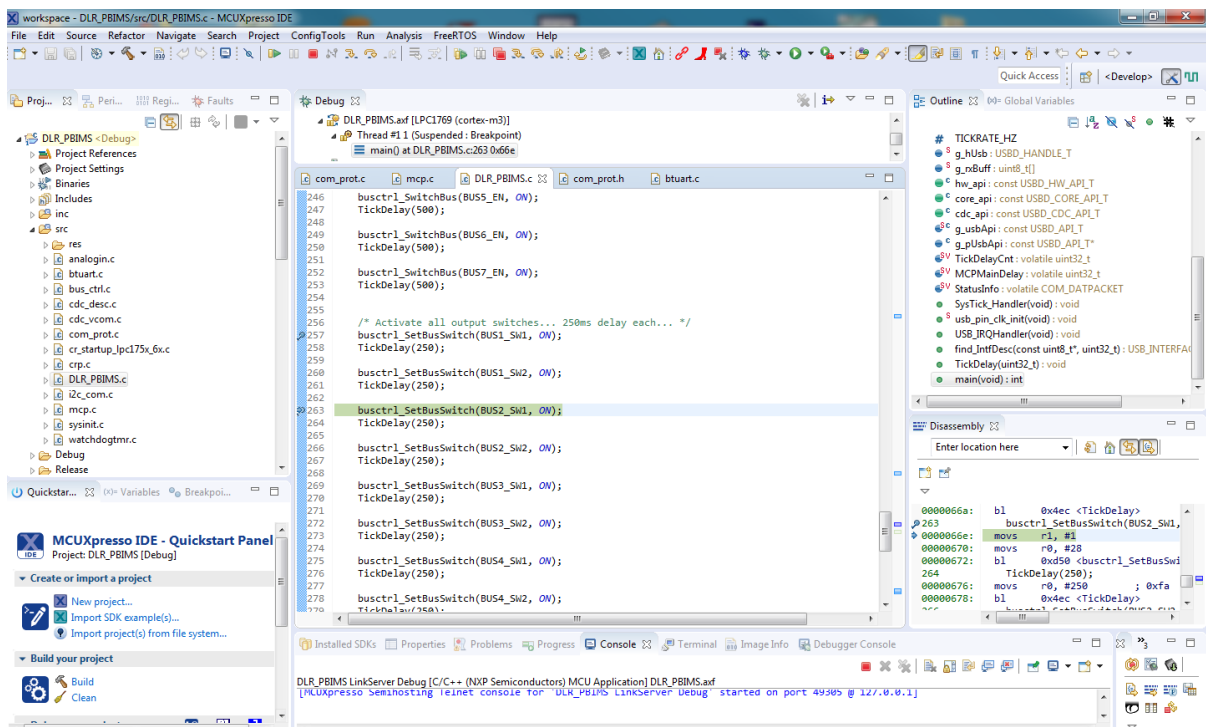 workspace - DLR_PBIMS/src/DLR_PBIMS.c - MCUXpresso IDE
File Edit Source Refactor Navigate Search Project ConfigTools Run Analysis FreeRTOS Window Help
Quick Access
<Develop>
Proj...
Peri...
Regi...
Faults
DLR_PBIMS <Debug>
Project References
Project Settings
Binaries
Includes
inc
src
res
analogin.c
btuart.c
bus_ctrl.c
cdc_desc.c
cdc_vcom.c
com_prot.c
cr_startup_lpc175x_6x.c
crp.c
DLR_PBIMS.c
i2c_com.c
mcp.c
sysinit.c
watchdogtmr.c
Debug
Release
Quickstar...
(x)= Variables
Breakpoi...
IDE
MCUXpresso IDE - Quickstart Panel
Project: DLR_PBIMS [Debug]
Create or import a project
New project...
Import SDK example(s)...
Import project(s) from file system...
Build your project
Build
Clean
Debug
DLR_PBIMS.axf [LPC1769 (cortex-m3)]
Thread #1 1 (Suspended : Breakpoint)
main() at DLR_PBIMS.c:263 0x66e
com_prot.c
mcp.c
DLR_PBIMS.c
com_prot.h
btuart.c
246 busctrl_SwitchBus(BUS5_EN, ON);
247 TickDelay(500);
248
249 busctrl_SwitchBus(BUS6_EN, ON);
250 TickDelay(500);
251
252 busctrl_SwitchBus(BUS7_EN, ON);
253 TickDelay(500);
254
255
256 /* Activate all output switches... 250ms delay each... */
257 busctrl_SetBusSwitch(BUS1_SW1, ON);
258 TickDelay(250);
259
260 busctrl_SetBusSwitch(BUS1_SW2, ON);
261 TickDelay(250);
262
263 busctrl_SetBusSwitch(BUS2_SW1, ON);
264 TickDelay(250);
265
266 busctrl_SetBusSwitch(BUS2_SW2, ON);
267 TickDelay(250);
268
269 busctrl_SetBusSwitch(BUS3_SW1, ON);
270 TickDelay(250);
271
272 busctrl_SetBusSwitch(BUS3_SW2, ON);
273 TickDelay(250);
274
275 busctrl_SetBusSwitch(BUS4_SW1, ON);
276 TickDelay(250);
277
278 busctrl_SetBusSwitch(BUS4_SW2, ON);
279 TickDelay(250);
Outline
(x)= Global Variables
# TICKRATE_HZ
g_hUsb : USBD_HANDLE_T
g_rxBuff : uint8_t[]
hw_api : const USBD_HW_API_T
core_api : const USBD_CORE_API_T
cdc_api : const USBD_CDC_API_T
g_usbApi : const USBD_API_T
g_pUsbApi : const USBD_API_T*
TickDelayCnt : volatile uint32_t
MCPMainDelay : volatile uint32_t
StatusInfo : volatile COM_DATPACKET
SysTick_Handler(void) : void
usb_pin_clk_init(void) : void
USB_IRQHandler(void) : void
find_IntfDesc(const uint8_t*, uint32_t) : USB_INTERFA
TickDelay(uint32_t) : void
main(void) : int
Disassembly
Enter location here
0000066a: bl 0x4ec <TickDelay>
263 busctrl_SetBusSwitch(BUS2_SW1,
0000066e: movs r1, #1
00000670: movs r0, #28
00000672: bl 0xd50 <busctrl_SetBusSwi
264 TickDelay(250);
00000676: movs r0, #250 ; 0xfa
00000678: bl 0x4ec <TickDelay>
Installed SDKs
Properties
Problems
Progress
Console
Terminal
Image Info
Debugger Console
DLR_PBIMS LinkServer Debug [C/C++ (NXP Semiconductors) MCU Application] DLR_PBIMS.axf
[MCUXpresso Semihosting Telnet console for 'DLR_PBIMS LinkServer Debug' started on port 49305 @ 127.0.0.1]